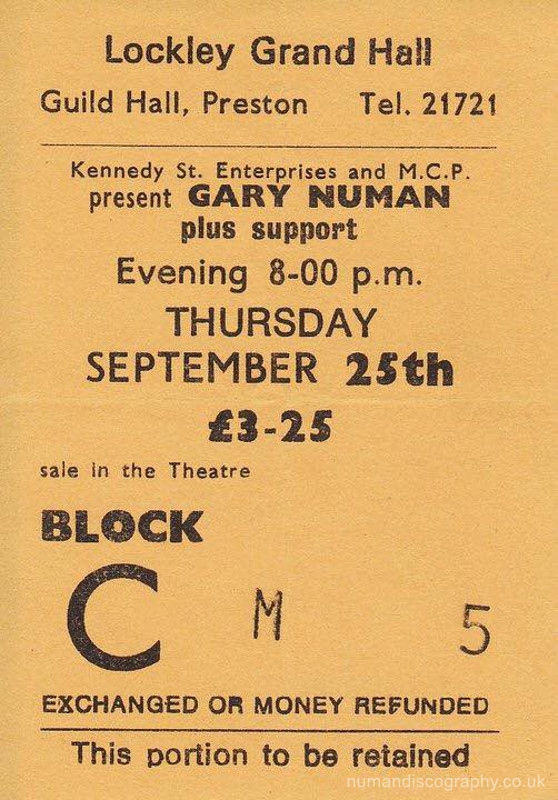 Lockley Grand Hall
Guild Hall, Preston Tel. 21721
Kennedy St. Enterprises and M.C.P.
present GARY NUMAN
plus support
Evening 8-00 p.m.
THURSDAY
SEPTEMBER 25th
£3-25
sale in the Theatre
BLOCK
C M 5
EXCHANGED OR MONEY REFUNDED
This portion to be retained
numandiscography.co.uk